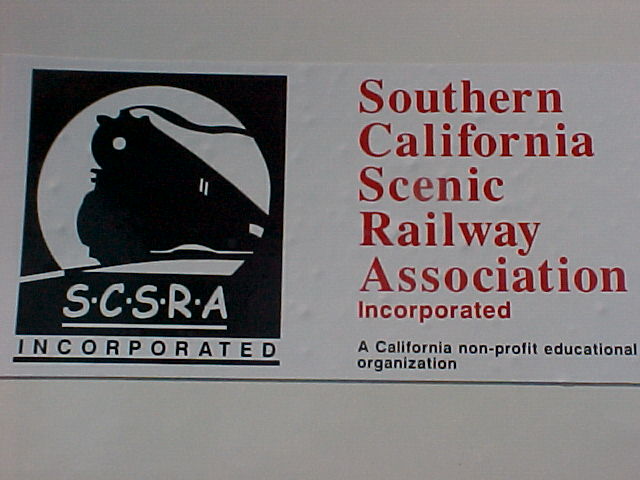 S·C·S·R·A
INCORPORATED
Southern
California
Scenic
Railway
Association
Incorporated
A California non-profit educational
organization